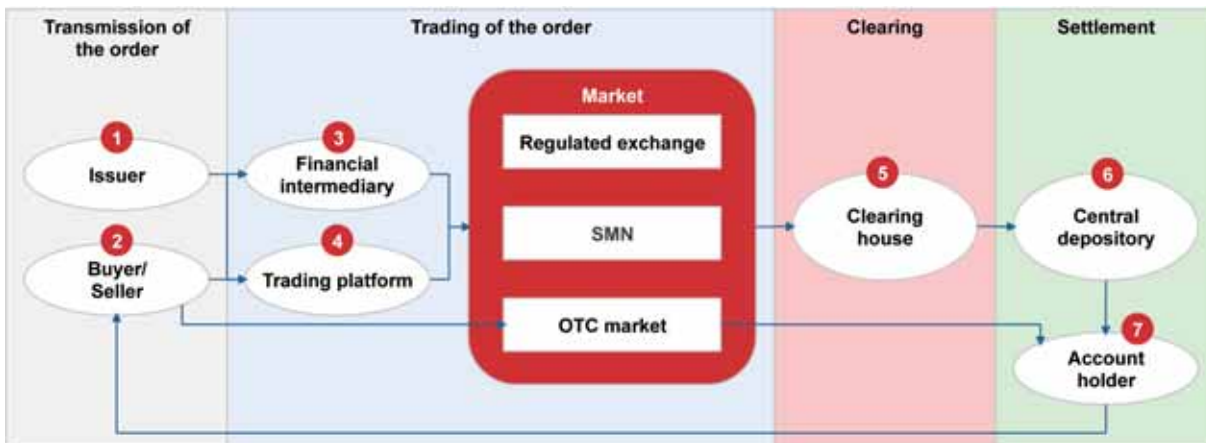 Transmission of
the order
Trading of the order
Clearing
Settlement
Market
1
Issuer
3
Financial
intermediary
Regulated exchange
5
Clearing
house
6
Central
depository
2
Buyer/
Seller
4
Trading platform
SMN
OTC market
7
Account
holder